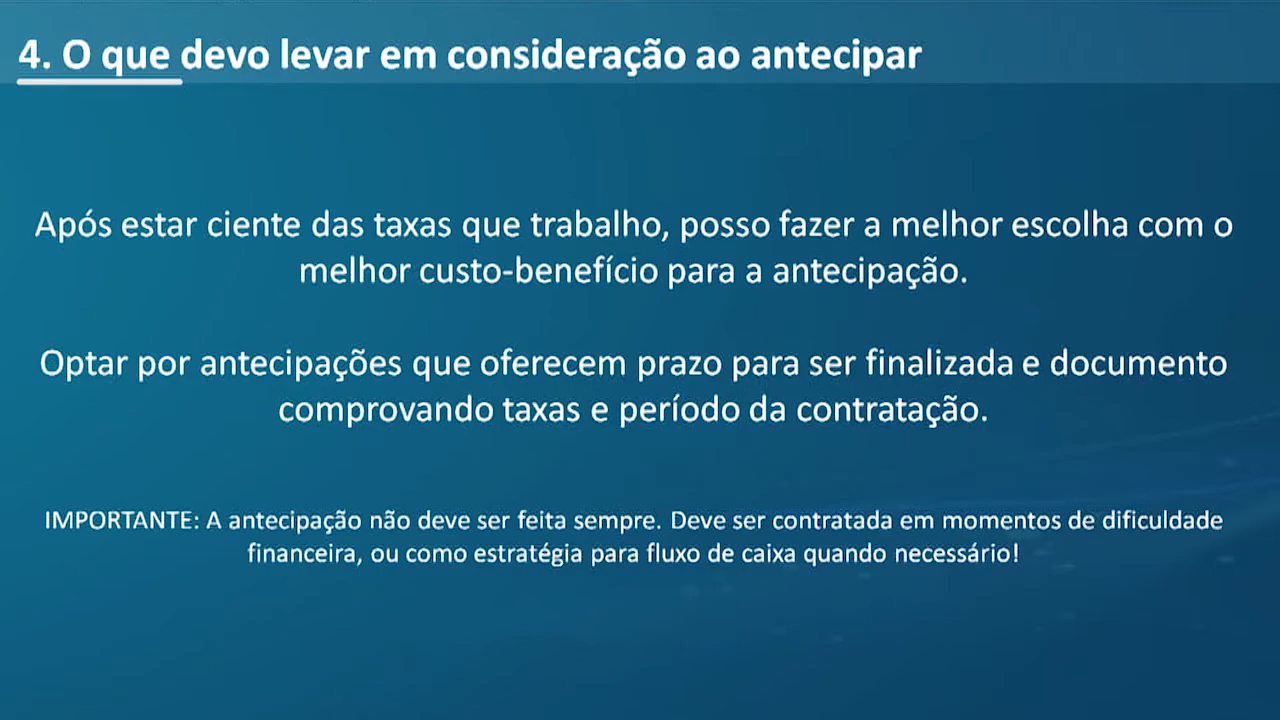 4. O que devo levar em consideração ao antecipar
Após estar ciente das taxas que trabalho, posso fazer a melhor escolha com o
melhor custo-benefício para a antecipação.
Optar por antecipações que oferecem prazo para ser finalizada e documento
comprovando taxas e período da contratação.
IMPORTANTE: A antecipação não deve ser feita sempre. Deve ser contratada em momentos de dificuldade
financeira, ou como estratégia para fluxo de caixa quando necessário!